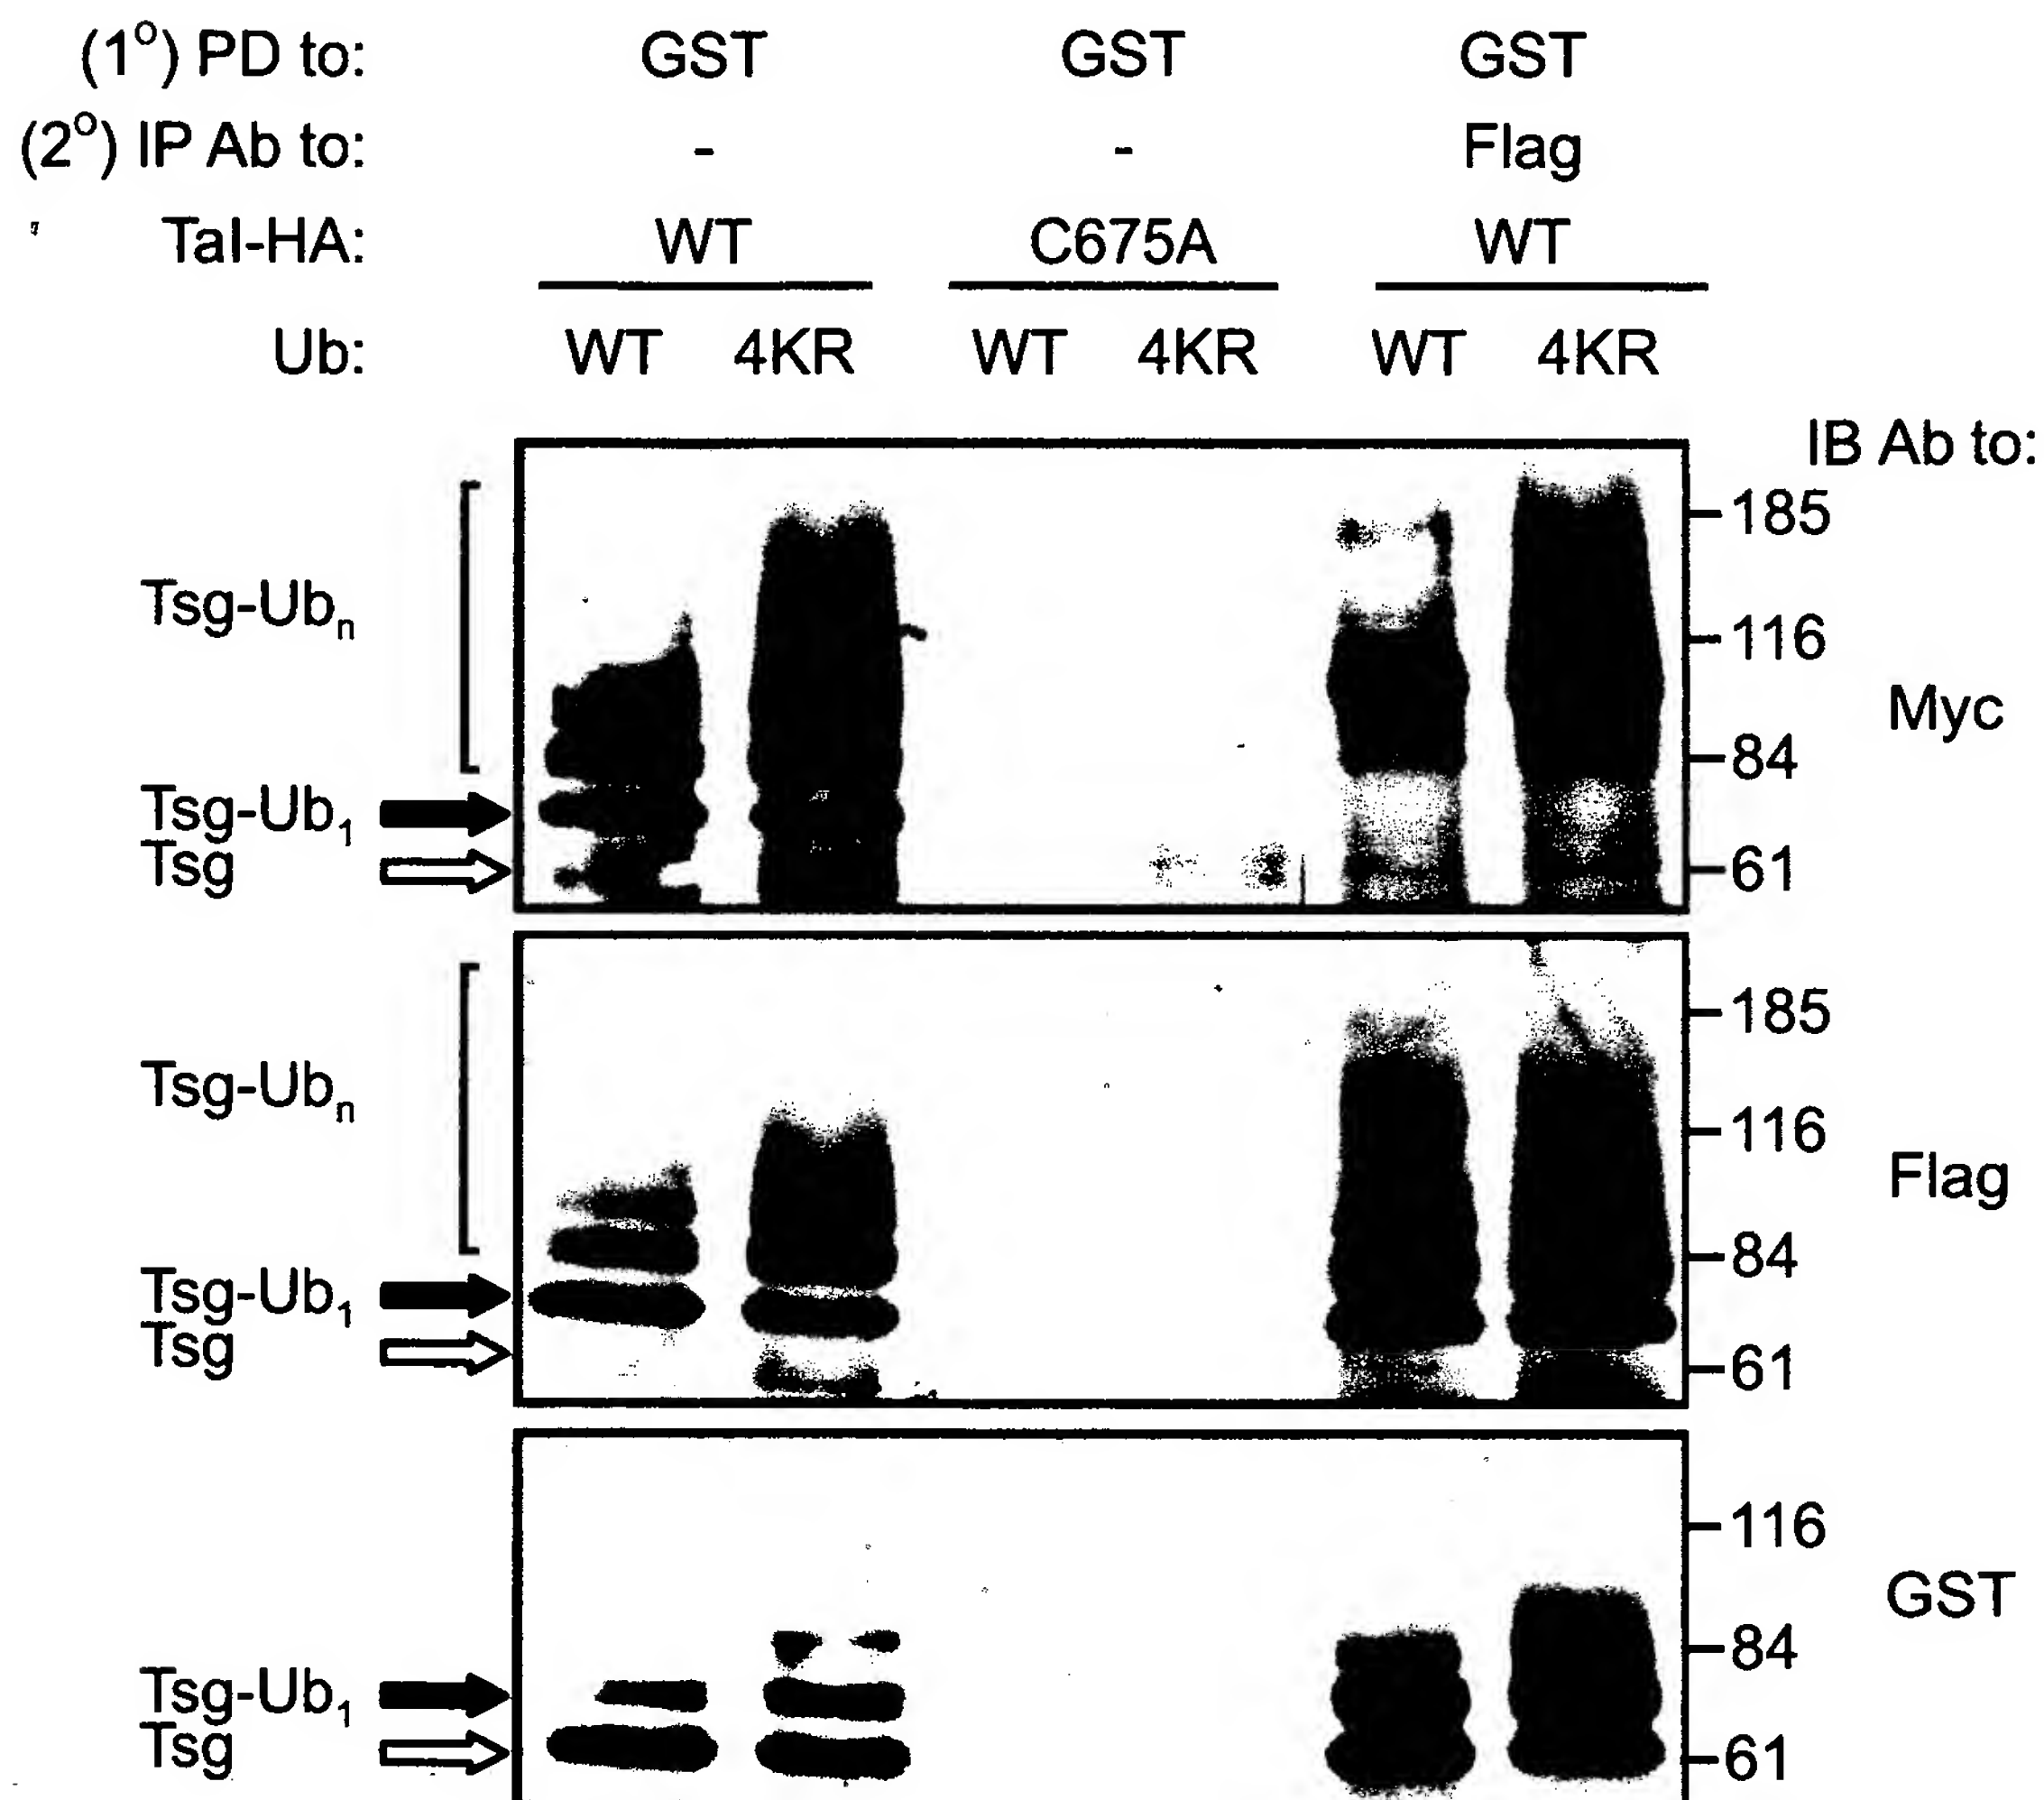 (1°) PD to: GST GST GST
(2°) IP Ab to: - - Flag
Tal-HA: WT C675A WT
Ub: WT 4KR WT 4KR WT 4KR
IB Ab to:
185
Tsg-Ubn
116
Myc
84
Tsg-Ub1
Tsg
61
185
Tsg-Ubn
116
Flag
84
Tsg-Ub1
Tsg
61
116
GST
84
Tsg-Ub1
Tsg
61